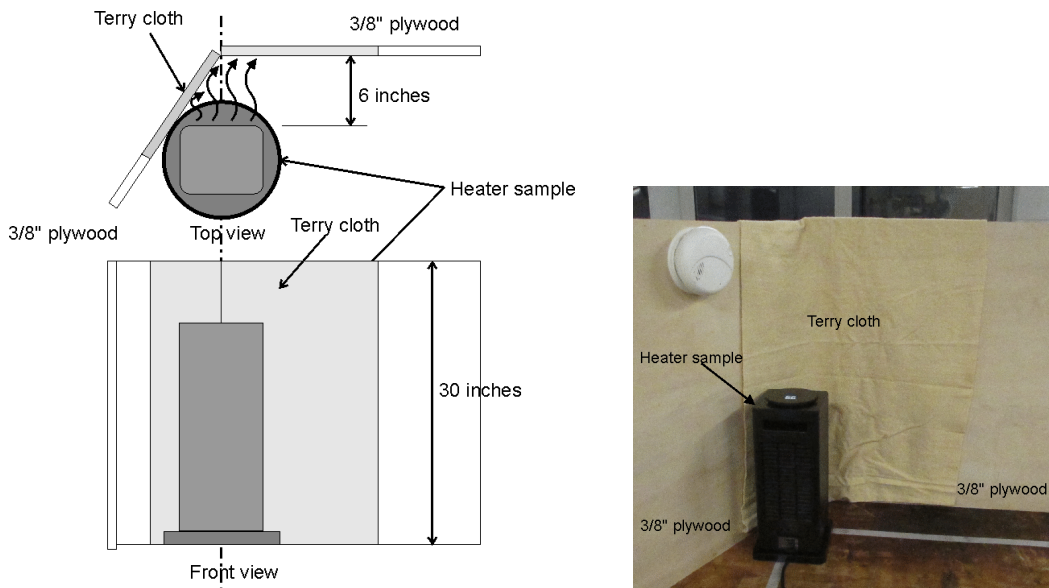 Terry cloth
3/8" plywood
6 inches
Heater sample
3/8" plywood
Top view
Terry cloth
30 inches
Front view
Terry cloth
Heater sample
3/8" plywood
3/8" plywood